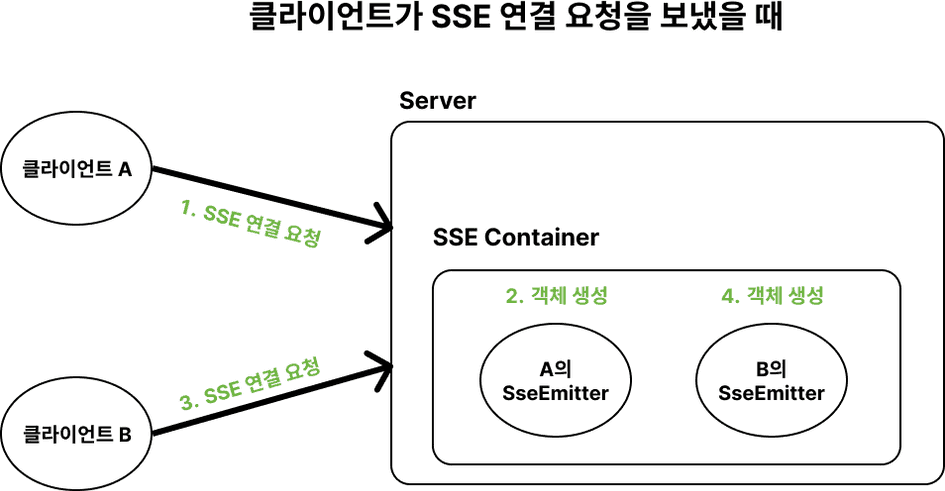 클라이언트가 SSE 연결 요청을 보냈을 때
Server
클라이언트 A
1. SSE 연결 요청
SSE Container
2. 객체 생성
4. 객체 생성
A의
SseEmitter
B의
SseEmitter
3. SSE 연결 요청
클라이언트 B